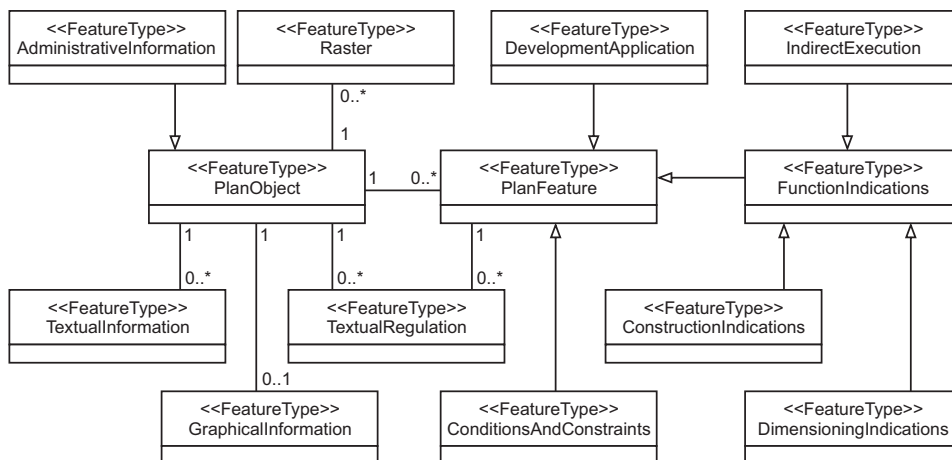 <<FeatureType>>
AdministrativeInformation
<<FeatureType>>
Raster
<<FeatureType>>
DevelopmentApplication
<<FeatureType>>
IndirectExecution
0..*
1
<<FeatureType>>
PlanObject
1
0..*
<<FeatureType>>
PlanFeature
<<FeatureType>>
FunctionIndications
1
1
1
1
0..*
0..*
0..*
<<FeatureType>>
TextualInformation
<<FeatureType>>
TextualRegulation
<<FeatureType>>
ConstructionIndications
0..1
<<FeatureType>>
GraphicalInformation
<<FeatureType>>
ConditionsAndConstraints
<<FeatureType>>
DimensioningIndications